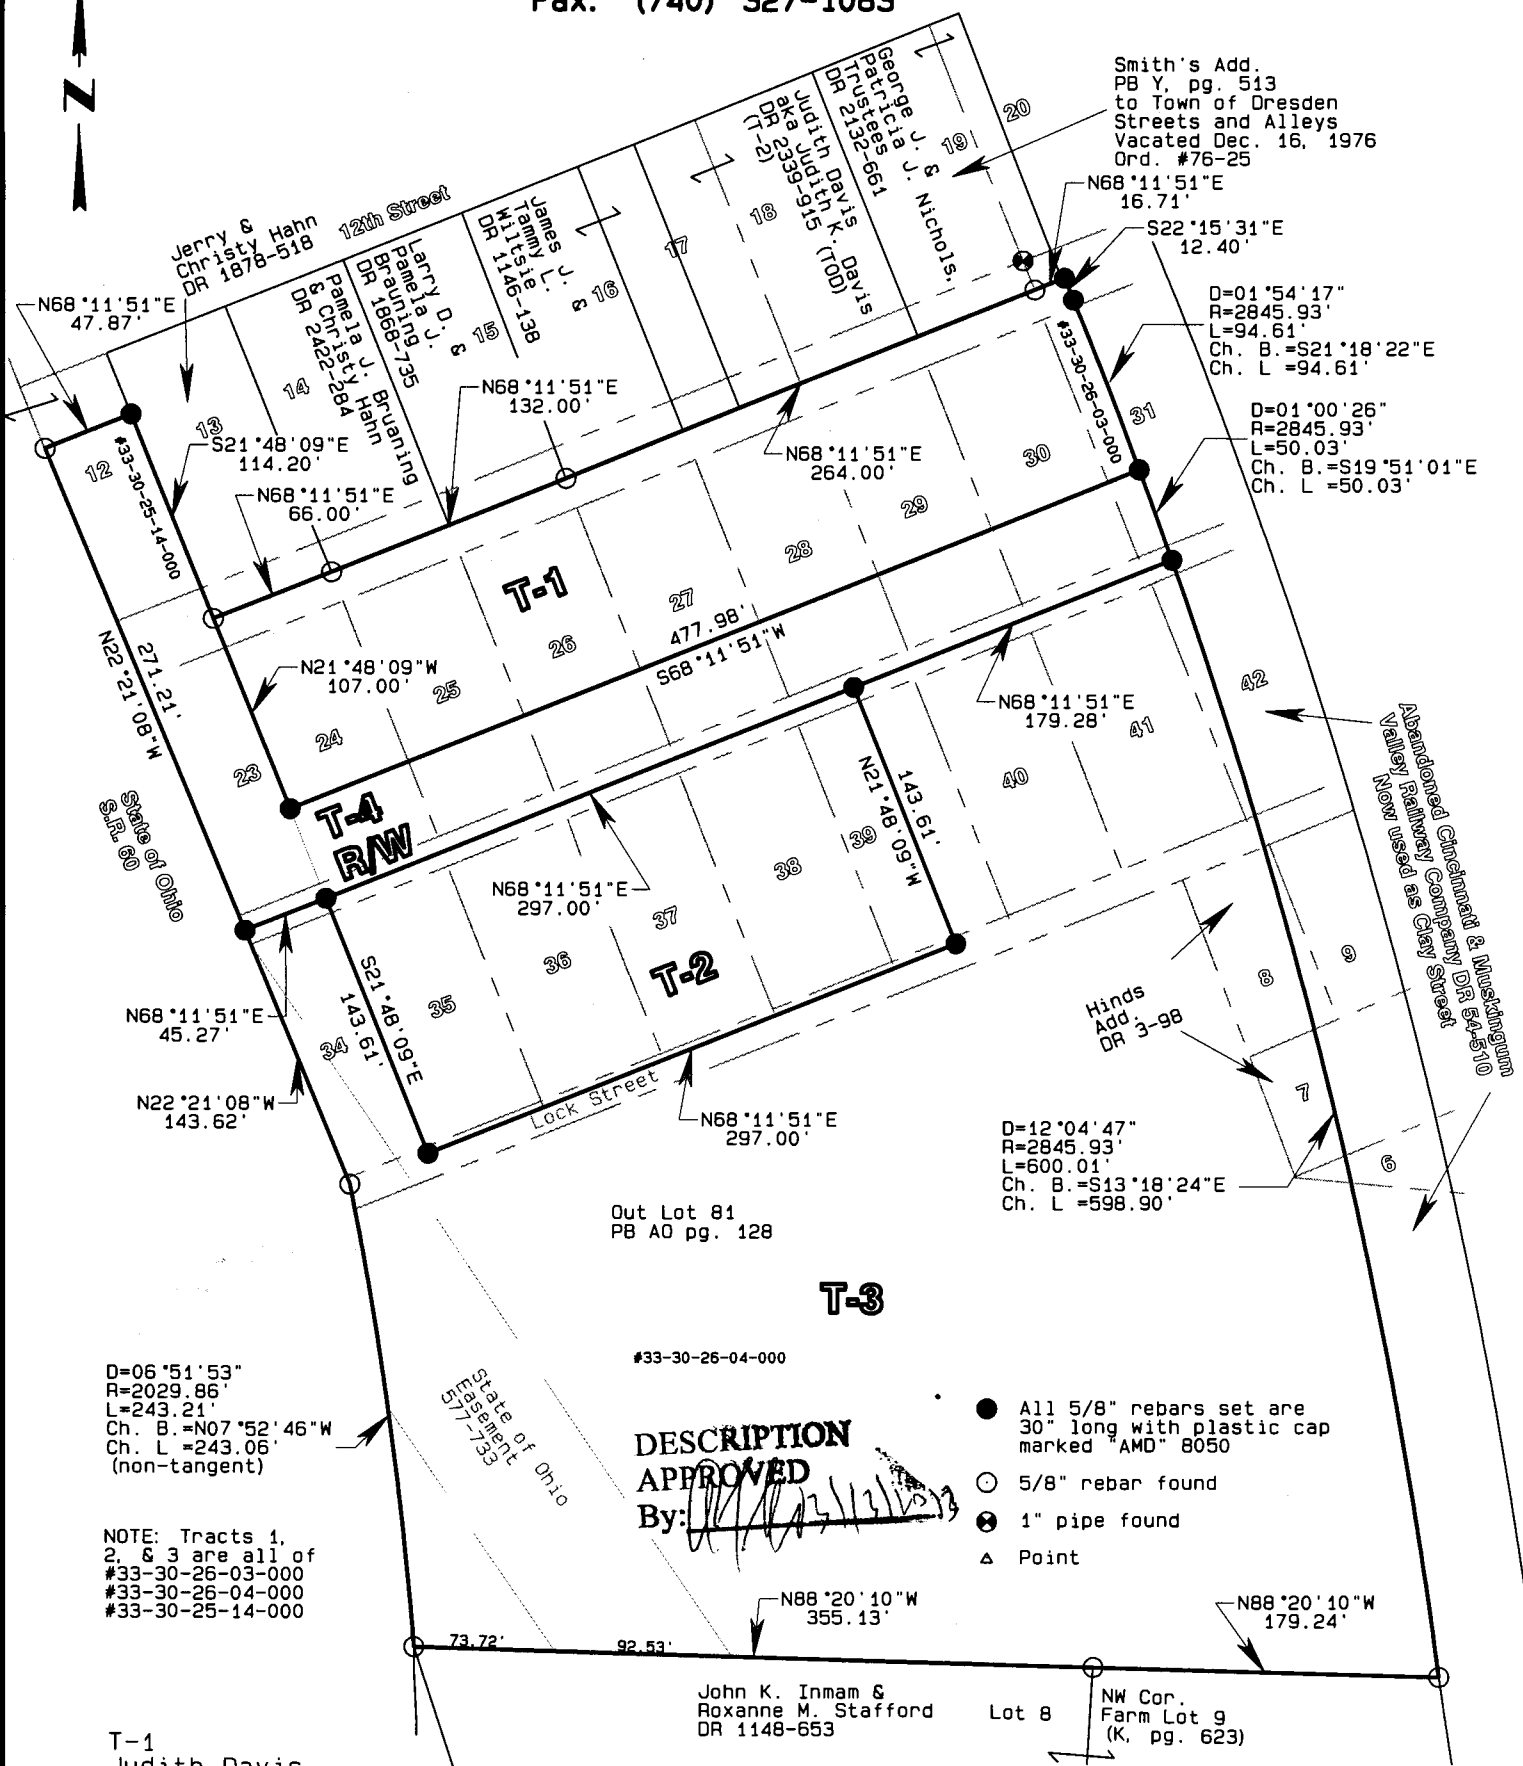 Fax. (740) 327-1083
N
Smith's Add.
PB Y, pg. 513
to Town of Dresden
Streets and Alleys
Vacated Dec. 16, 1976
Ord. #76-25
George J. &
Patricia J. Nichols,
Trustees
DR 2132-661
Judith Davis
aka Judith K. Davis
DR 2339-915 (TOD)
(T-2)
James J. &
Tammy L.
Wiltsie
DR 1146-138
Larry D. &
Pamela J.
Brauning
DR 1868-735
Pamela J. Bruaning
& Christy Hahn
DR 2422-284
Jerry &
Christy Hahn
DR 1878-518
12th Street
12
13
14
15
16
17
18
19
20
N68°11'51"E
16.71'
S22°15'31"E
12.40'
D=01°54'17"
R=2845.93'
L=94.61'
Ch. B.=S21°18'22"E
Ch. L =94.61'
D=01°00'26"
R=2845.93'
L=50.03'
Ch. B.=S19°51'01"E
Ch. L =50.03'
N68°11'51"E
47.87'
#33-30-25-14-000
S21°48'09"E
114.20'
N68°11'51"E
66.00'
N68°11'51"E
132.00'
N68°11'51"E
264.00'
#33-30-26-03-000
T-1
23
24
25
26
27
28
29
30
31
477.98'
S68°11'51"W
N21°48'09"W
107.00'
271.21'
N22°21'08"W
State of Ohio
S.R. 60
T-4
R/W
N68°11'51"E
179.28'
N68°11'51"E
297.00'
143.61'
N21°48'09"W
34
35
36
37
38
39
40
41
42
T-2
S21°48'09"E
143.61'
N68°11'51"E
45.27'
N22°21'08"W
143.62'
Lock Street
N68°11'51"E
297.00'
Abandoned Cincinnati & Muskingum
Valley Railway Company DR 54-510
Now used as Clay Street
Hinds
Add.
DR 3-98
9
8
7
6
D=12°04'47"
R=2845.93'
L=600.01'
Ch. B.=S13°18'24"E
Ch. L =598.90'
Out Lot 81
PB AO pg. 128
T-3
#33-30-26-04-000
State of Ohio
Easement
577-733
D=06°51'53"
R=2029.86'
L=243.21'
Ch. B.=N07°52'46"W
Ch. L =243.06'
(non-tangent)
DESCRIPTION
APPROVED
By:
All 5/8" rebars set are
30" long with plastic cap
marked "AMD" 8050
5/8" rebar found
1" pipe found
Point
NOTE: Tracts 1,
2, & 3 are all of
#33-30-26-03-000
#33-30-26-04-000
#33-30-25-14-000
N88°20'10"W
355.13'
N88°20'10"W
179.24'
73.72'
92.53'
John K. Inmam &
Roxanne M. Stafford
DR 1148-653
Lot 8
NW Cor.
Farm Lot 9
(K, pg. 623)
T-1
Judith Davis